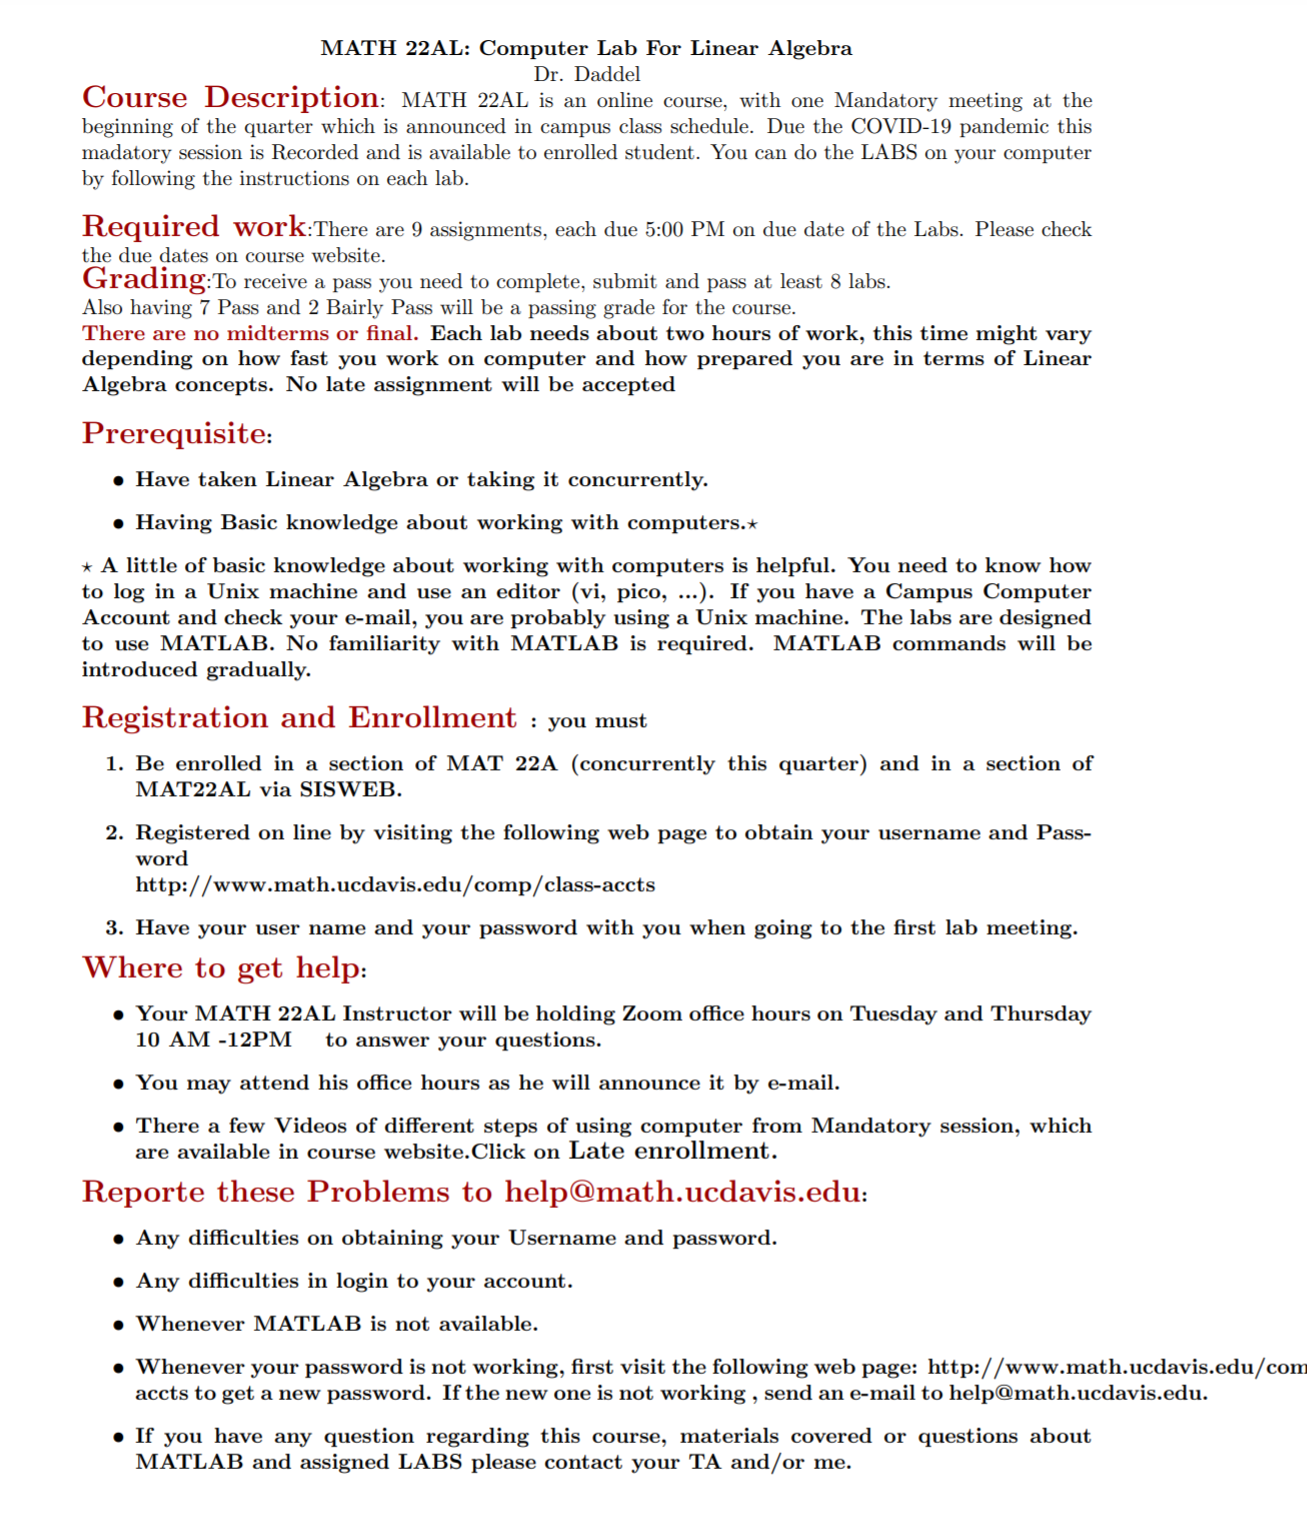 MATH 22AL: Computer Lab For Linear Algebra
Dr. Daddel
Course Description: MATH 22AL is an online course, with one Mandatory meeting at the
beginning of the quarter which is announced in campus class schedule. Due the COVID-19 pandemic this
madatory session is Recorded and is available to enrolled student. You can do the LABS on your computer
by following the instructions on each lab.
Required work:There are 9 assignments, each due 5:00 PM on due date of the Labs. Please check
the due dates on course website.
Grading:To receive a pass you need to complete, submit and pass at least 8 labs.
Also having 7 Pass and 2 Bairly Pass will be a passing grade for the course.
There are no midterms or final. Each lab needs about two hours of work, this time might vary
depending on how fast you work on computer and how prepared you are in terms of Linear
Algebra concepts. No late assignment will be accepted
Prerequisite:
• Have taken Linear Algebra or taking it concurrently.
• Having Basic knowledge about working with computers.⋆
⋆ A little of basic knowledge about working with computers is helpful. You need to know how
to log in a Unix machine and use an editor (vi, pico, ...). If you have a Campus Computer
Account and check your e-mail, you are probably using a Unix machine. The labs are designed
to use MATLAB. No familiarity with MATLAB is required. MATLAB commands will be
introduced gradually.
Registration and Enrollment : you must
1. Be enrolled in a section of MAT 22A (concurrently this quarter) and in a section of
MAT22AL via SISWEB.
2. Registered on line by visiting the following web page to obtain your username and Pass-
word
http://www.math.ucdavis.edu/comp/class-accts
3. Have your user name and your password with you when going to the first lab meeting.
Where to get help:
• Your MATH 22AL Instructor will be holding Zoom office hours on Tuesday and Thursday
10 AM -12PM to answer your questions.
• You may attend his office hours as he will announce it by e-mail.
• There a few Videos of different steps of using computer from Mandatory session, which
are available in course website.Click on Late enrollment.
Reporte these Problems to help@math.ucdavis.edu:
• Any difficulties on obtaining your Username and password.
• Any difficulties in login to your account.
• Whenever MATLAB is not available.
• Whenever your password is not working, first visit the following web page: http://www.math.ucdavis.edu/com
accts to get a new password. If the new one is not working , send an e-mail to help@math.ucdavis.edu.
• If you have any question regarding this course, materials covered or questions about
MATLAB and assigned LABS please contact your TA and/or me.